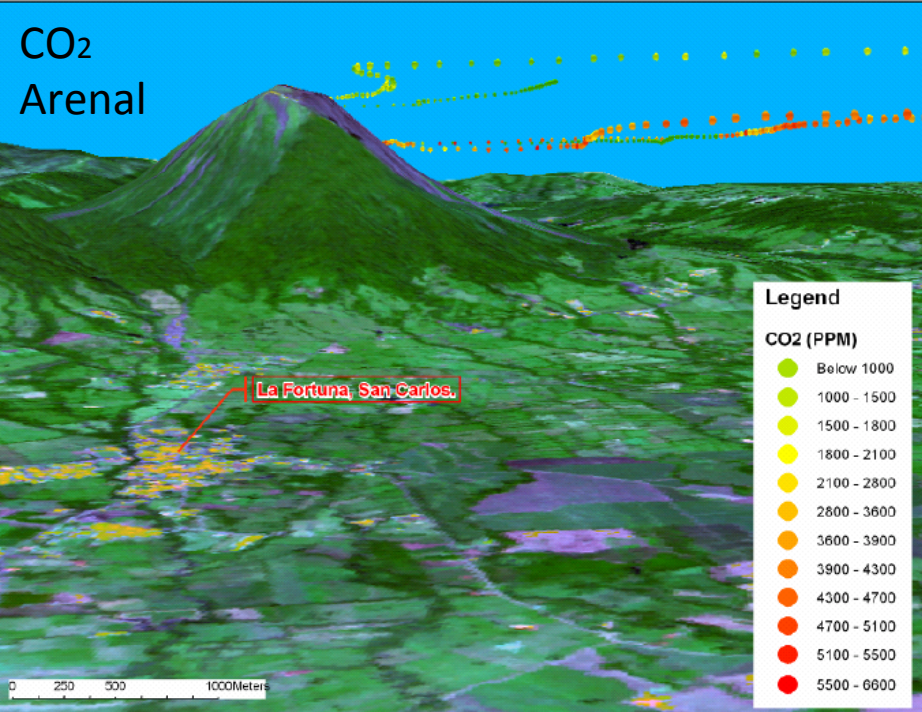 CO2
Arenal
La Fortuna, San Carlos.
Legend
CO2 (PPM)
Below 1000
1000 - 1500
1500 - 1800
1800 - 2100
2100 - 2800
2800 - 3600
3600 - 3900
3900 - 4300
4300 - 4700
4700 - 5100
5100 - 5500
5500 - 6600
0 250 500 1000Meters